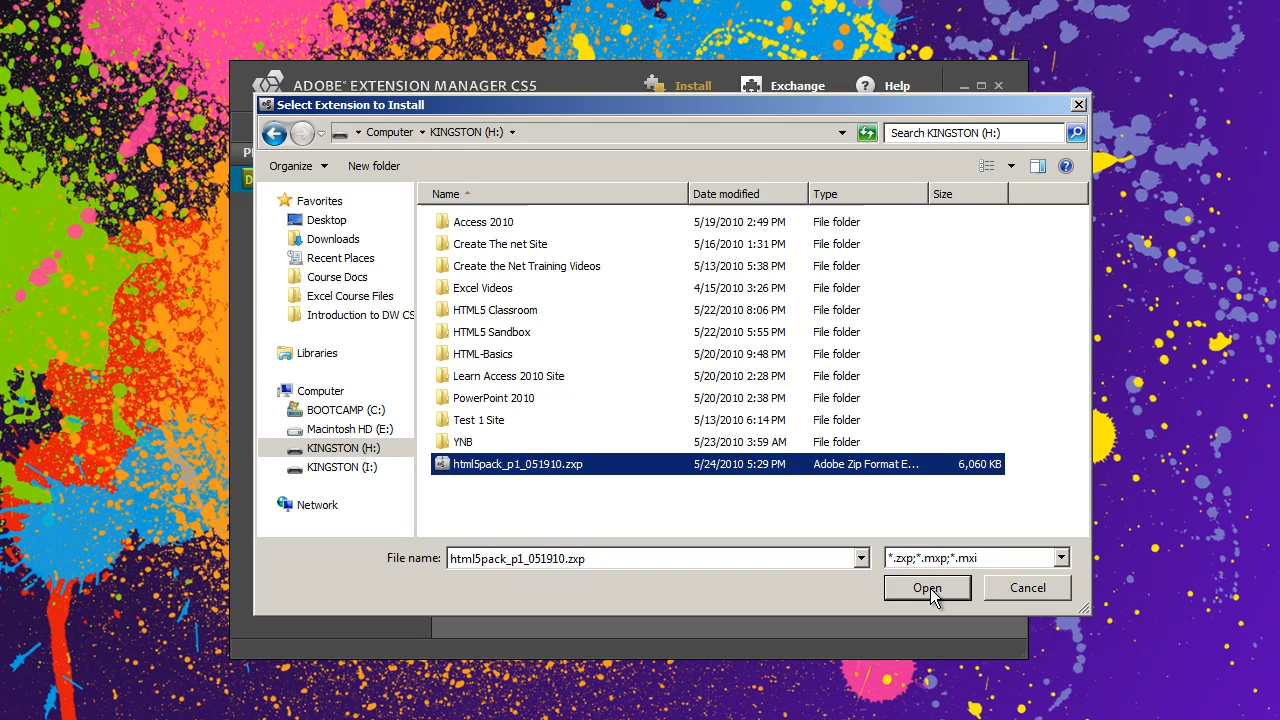 ADOBE® EXTENSION MANAGER CS5
Install
Exchange
Help
Select Extension to Install
Computer
KINGSTON (H:)
Search KINGSTON (H:)
Organize
New folder
Favorites
Desktop
Downloads
Recent Places
Course Docs
Excel Course Files
Introduction to DW CS
Libraries
Computer
BOOTCAMP (C:)
Macintosh HD (E:)
KINGSTON (H:)
KINGSTON (I:)
Network
Name Date modified Type Size
Access 2010 5/19/2010 2:49 PM File folder
Create The net Site 5/16/2010 1:31 PM File folder
Create the Net Training Videos 5/13/2010 5:38 PM File folder
Excel Videos 4/15/2010 3:26 PM File folder
HTML5 Classroom 5/22/2010 8:06 PM File folder
HTML5 Sandbox 5/22/2010 5:55 PM File folder
HTML-Basics 5/20/2010 9:48 PM File folder
Learn Access 2010 Site 5/20/2010 2:28 PM File folder
PowerPoint 2010 5/20/2010 2:38 PM File folder
Test 1 Site 5/13/2010 6:14 PM File folder
YNB 5/23/2010 3:59 AM File folder
html5pack_p1_051910.zxp 5/24/2010 5:29 PM Adobe Zip Format E... 6,060 KB
File name: html5pack_p1_051910.zxp
*.zxp;*.mxp;*.mxi
Open
Cancel